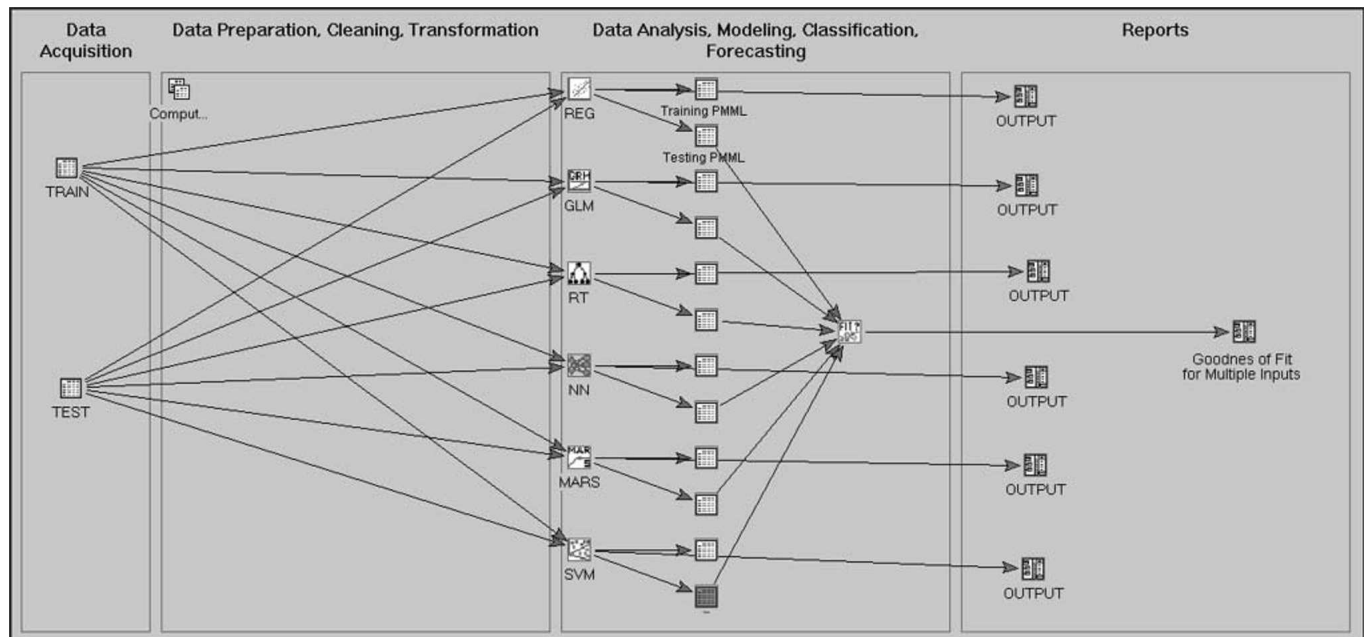 Data
Acquisition
Data Preparation, Cleaning, Transformation
Data Analysis, Modeling, Classification,
Forecasting
Reports
Comput...
TRAIN
TEST
REG
GLM
RT
NN
MARS
SVM
Training PMML
Testing PMML
OUTPUT
OUTPUT
OUTPUT
OUTPUT
OUTPUT
OUTPUT
Goodnes of Fit
for Multiple Inputs